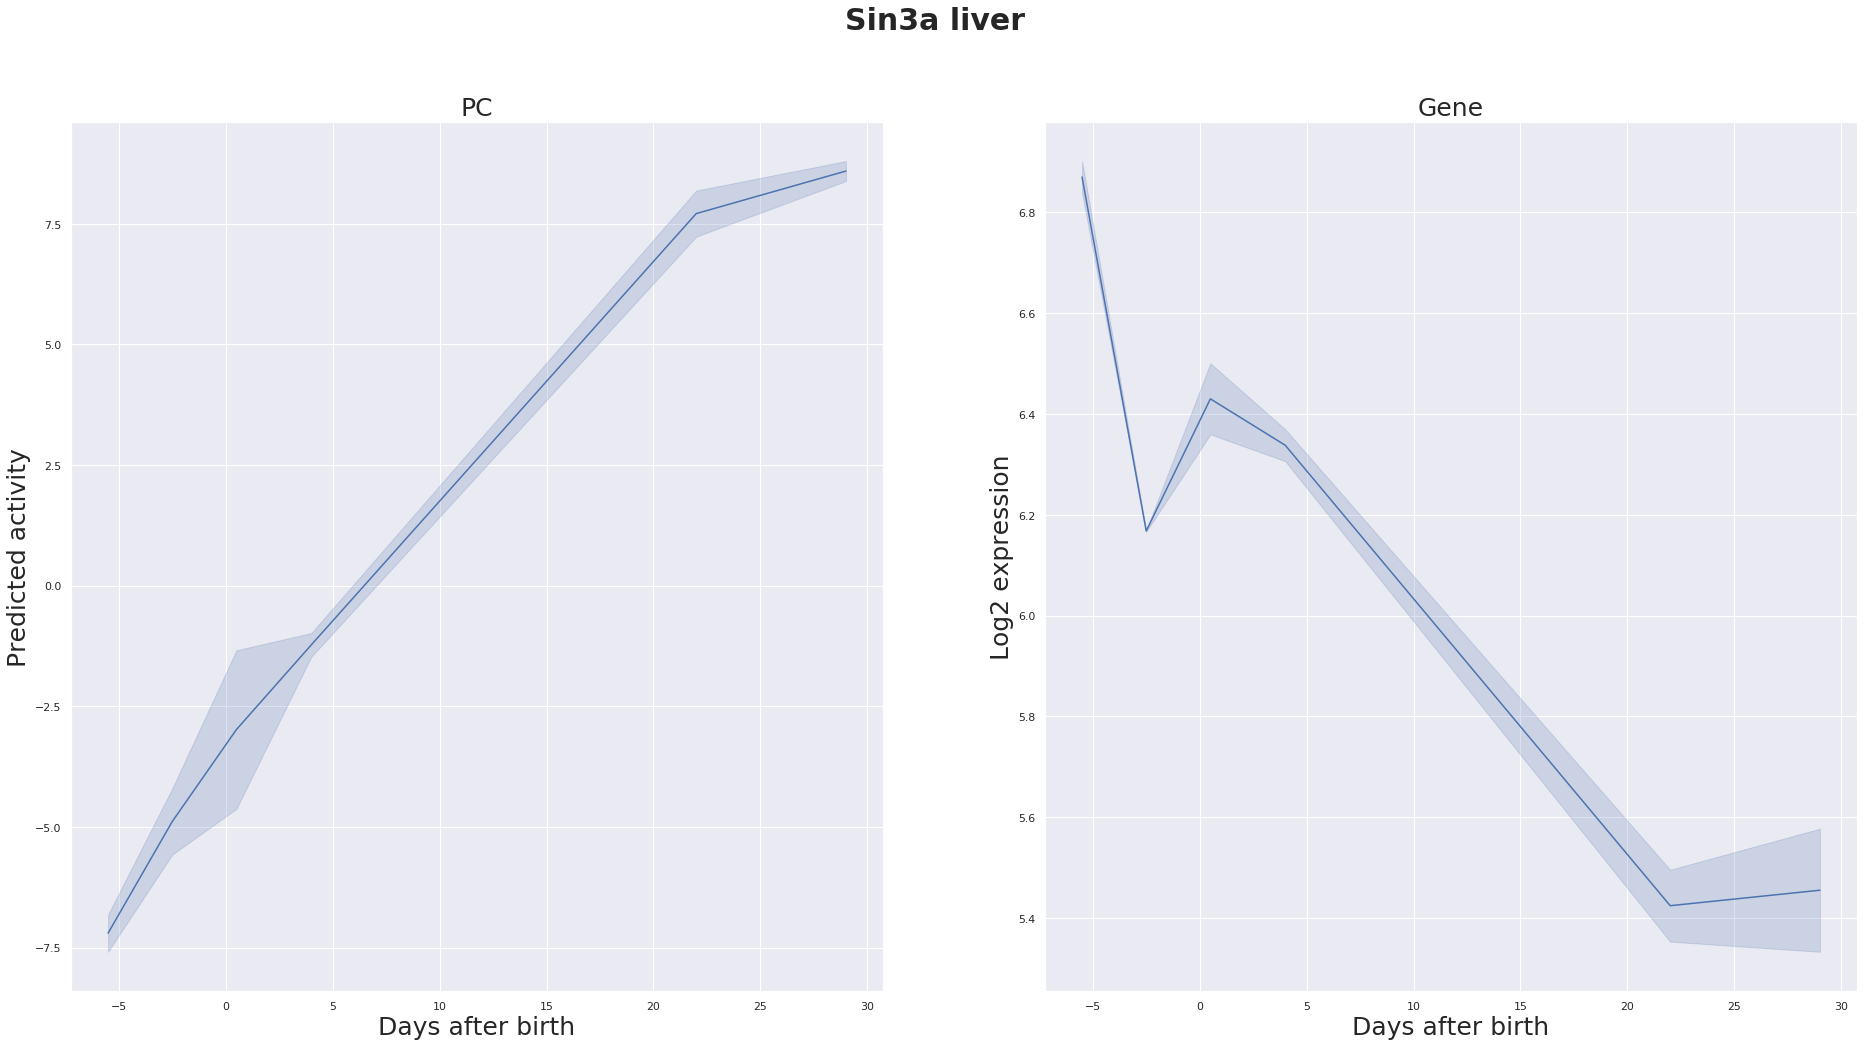 Sin3a liver
PC
Predicted activity
7.5
5.0
2.5
0.0
−2.5
−5.0
−7.5
−5 0 5 10 15 20 25 30
Days after birth
Gene
Log2 expression
6.8
6.6
6.4
6.2
6.0
5.8
5.6
5.4
−5 0 5 10 15 20 25 30
Days after birth